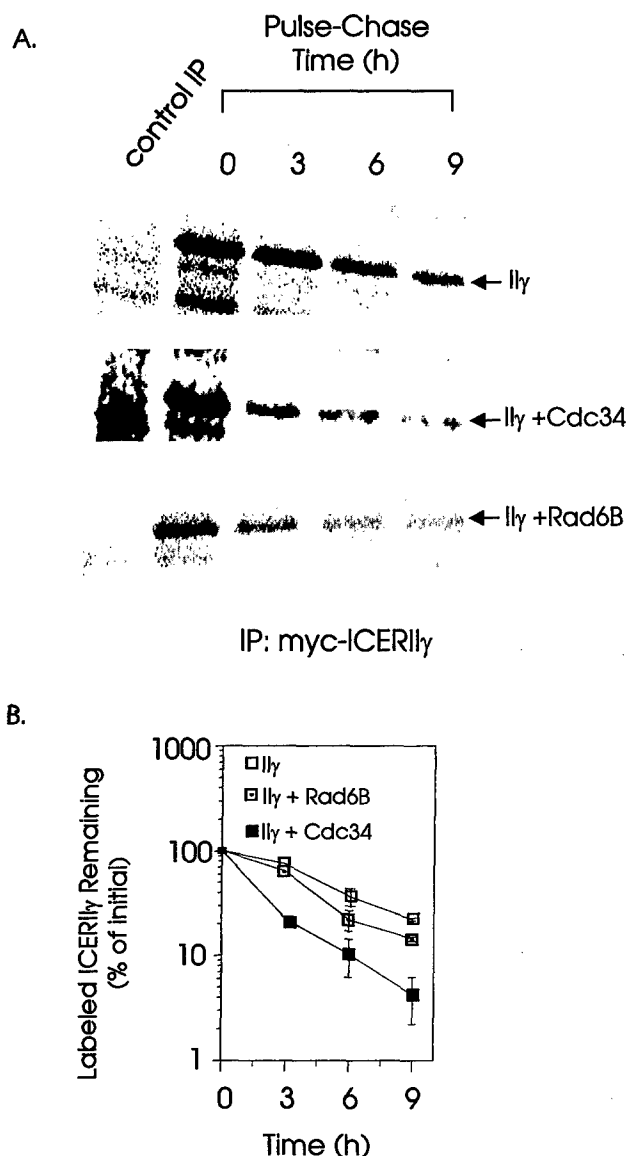 A.
Pulse-Chase
Time (h)
control IP
0 3 6 9
IIγ
IIγ +Cdc34
IIγ +Rad6B
IP: myc-ICERIIγ
B.
Labeled ICERIIγ Remaining
(% of initial)
1000
100
10
1
IIγ
IIγ + Rad6B
IIγ + Cdc34
0 3 6 9
Time (h)